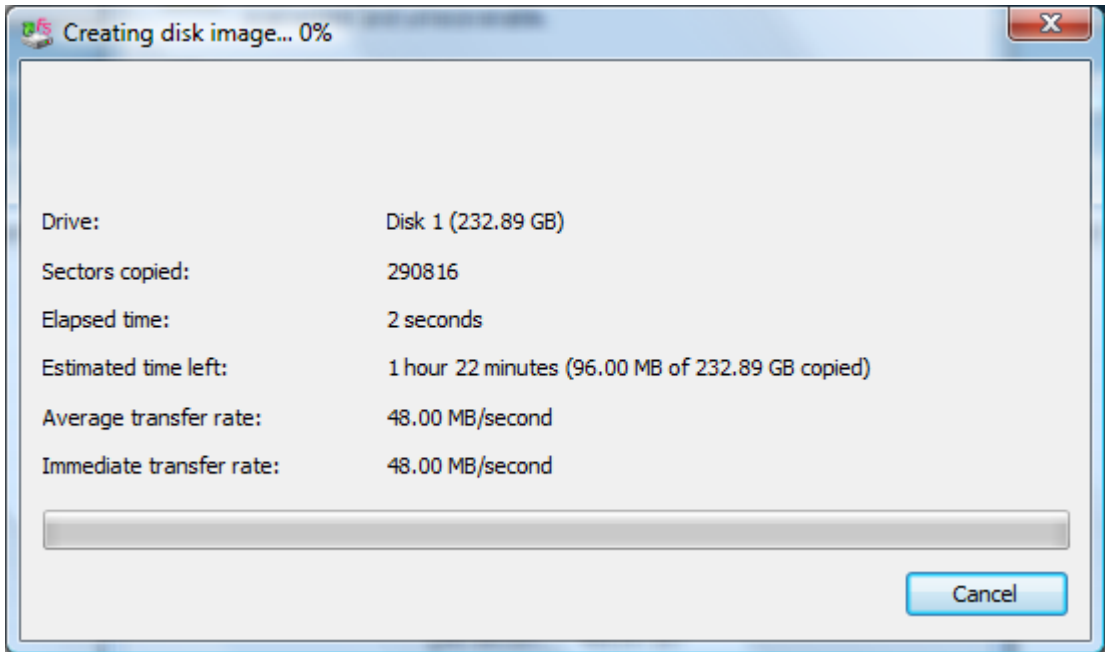 Creating disk image... 0%
Drive: Disk 1 (232.89 GB)
Sectors copied: 290816
Elapsed time: 2 seconds
Estimated time left: 1 hour 22 minutes (96.00 MB of 232.89 GB copied)
Average transfer rate: 48.00 MB/second
Immediate transfer rate: 48.00 MB/second
Cancel